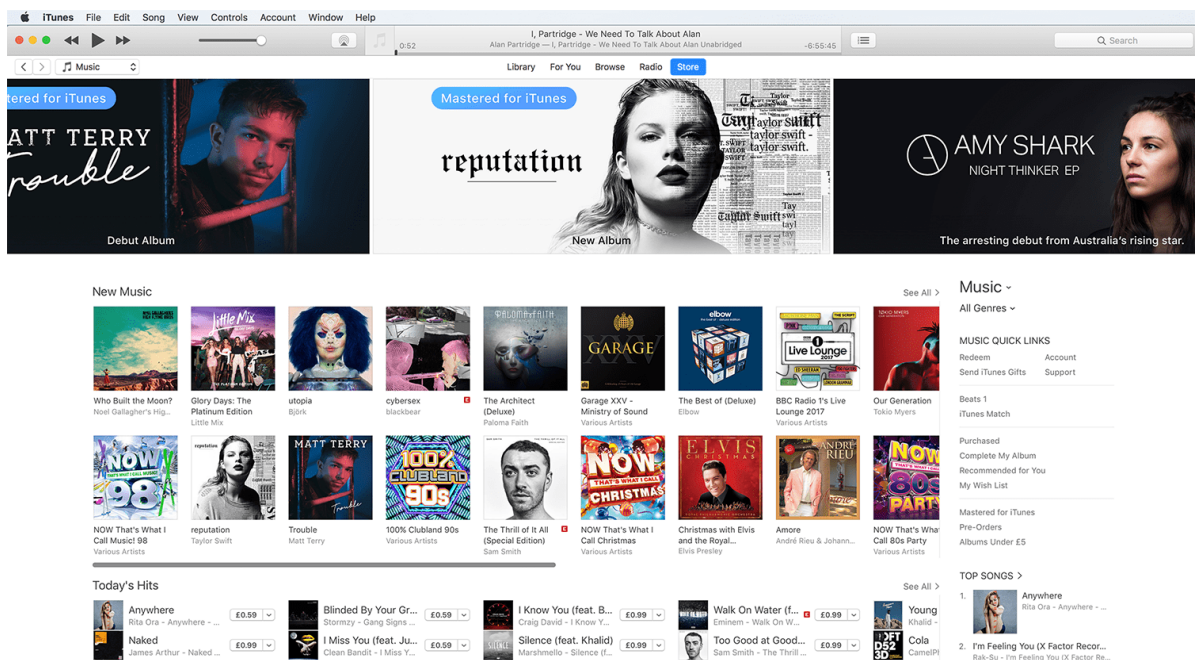 iTunes File Edit Song View Controls Account Window Help
I, Partridge - We Need To Talk About Alan
0:52 Alan Partridge — I, Partridge - We Need To Talk About Alan Unabridged -6:55:45
Search
Music
Library For You Browse Radio Store
tered for iTunes
ATT TERRY
rouble
Debut Album
Mastered for iTunes
reputation
New Album
AMY SHARK
NIGHT THINKER EP
The arresting debut from Australia's rising star.
New Music
See All >
Who Built the Moon?
Noel Gallagher's Hig...
Glory Days: The
Platinum Edition
Little Mix
utopia
Björk
cybersex E
blackbear
The Architect
(Deluxe)
Paloma Faith
Garage XXV -
Ministry of Sound
Various Artists
The Best of (Deluxe)
Elbow
BBC Radio 1's Live
Lounge 2017
Various Artists
Our Generation
Tokio Myers
NOW That's What I
Call Music! 98
Various Artists
reputation
Taylor Swift
Trouble
Matt Terry
100% Clubland 90s
Various Artists
The Thrill of It All E
(Special Edition)
Sam Smith
NOW That's What I
Call Christmas
Various Artists
Christmas with Elvis
and the Royal...
Elvis Presley
Amore
André Rieu & Johann...
NOW That's Wha
Call 80s Party
Various Artists
Today's Hits
See All >
Anywhere £0.59
Rita Ora - Anywhere - ...
Naked £0.99
James Arthur - Naked ...
Blinded By Your Gr... £0.59
Stormzy - Gang Signs ...
I Miss You (feat. Ju... £0.59
Clean Bandit - I Miss Y...
I Know You (feat. B... £0.99
Craig David - I Know Y...
Silence (feat. Khalid) £0.99
Marshmello - Silence (f...
Walk On Water (f... E £0.99
Eminem - Walk On W...
Too Good at Good... £0.99
Sam Smith - The Thrill ...
Young
Khalid -
Cola
CamelPl
Music
All Genres
MUSIC QUICK LINKS
Redeem Account
Send iTunes Gifts Support
Beats 1
iTunes Match
Purchased
Complete My Album
Recommended for You
My Wish List
Mastered for iTunes
Pre-Orders
Albums Under £5
TOP SONGS >
1. Anywhere
Rita Ora - Anywhere - ...
2. I'm Feeling You (X Factor Recor...
Rak-Su - I'm Feeling You (X Factor Rec...